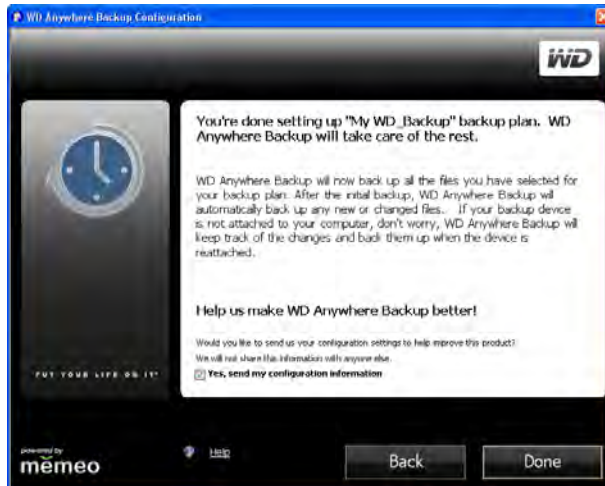 WD Anywhere Backup Configuration
WD
You're done setting up "My WD_Backup" backup plan. WD
Anywhere Backup will take care of the rest.
WD Anywhere Backup will now back up all the files you have selected for
your backup plan. After the initial backup, WD Anywhere Backup will
automatically back up any new or changed files. If your backup device
is not attached to your computer, don't worry, WD Anywhere Backup will
keep track of the changes and back them up when the device is
reattached.
Help us make WD Anywhere Backup better!
Would you like to send us your configuration settings to help improve this product?
We will not share this information with anyone else.
Yes, send my configuration information
PUT YOUR LIFE ON IT
powered by
memeo
Help
Back
Done